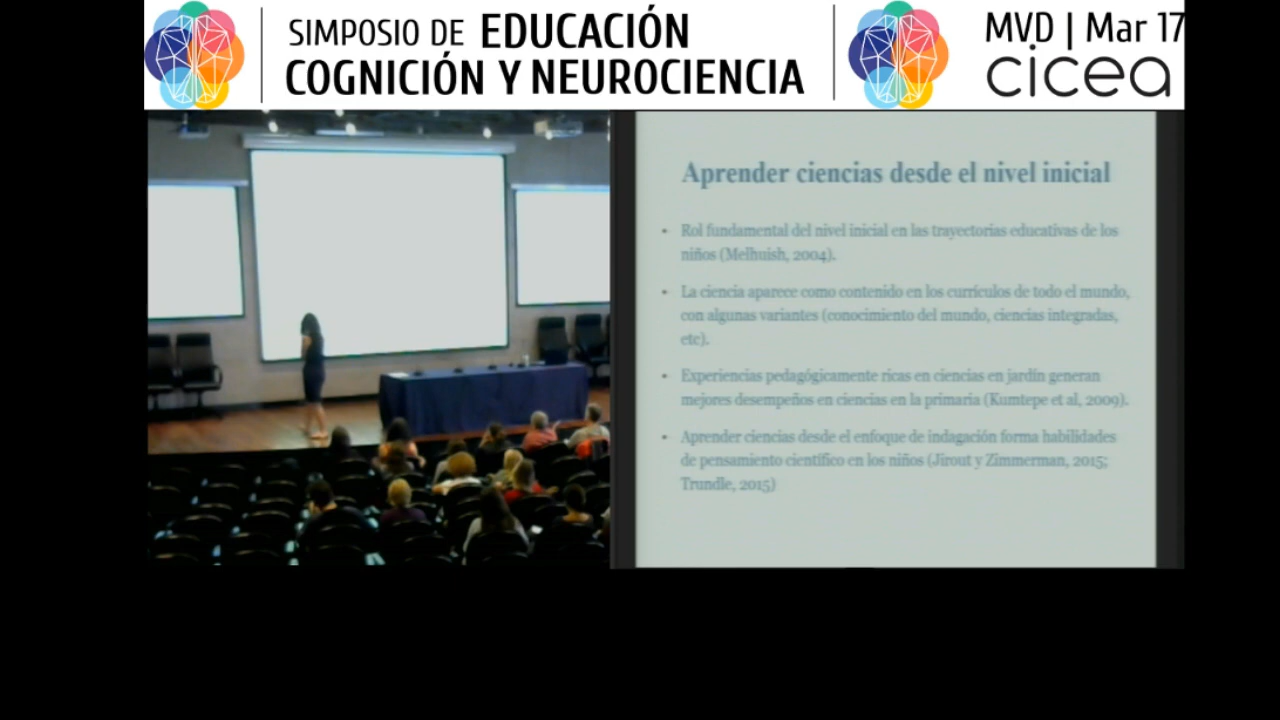 SIMPOSIO DE EDUCACIÓN
COGNICIÓN Y NEUROCIENCIA
MVD | Mar 17
cicea
Aprender ciencias desde el nivel inicial
• Rol fundamental del nivel inicial en las trayectorias educativas de los
niños (Melhuish, 2004).
• La ciencia aparece como contenido en los currículos de todo el mundo,
con algunas variantes (conocimiento del mundo, ciencias integradas,
etc).
• Experiencias pedagógicamente ricas en ciencias en jardín generan
mejores desempeños en ciencias en la primaria (Kumtepe et al, 2009).
• Aprender ciencias desde el enfoque de indagación forma habilidades
de pensamiento científico en los niños (Jirout y Zimmerman, 2015;
Trundle, 2015)